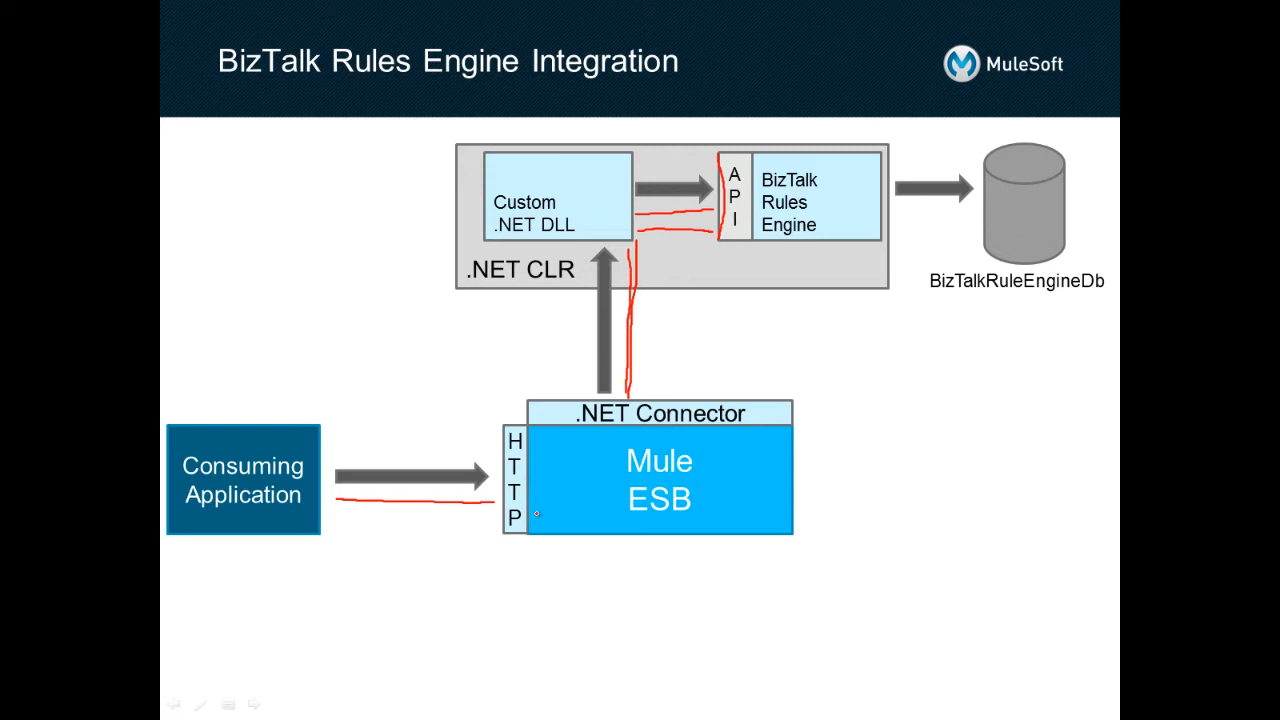 BizTalk Rules Engine Integration
MuleSoft
Custom
.NET DLL
A
P
I
BizTalk
Rules
Engine
.NET CLR
BizTalkRuleEngineDb
.NET Connector
Consuming
Application
H
T
T
P
Mule
ESB